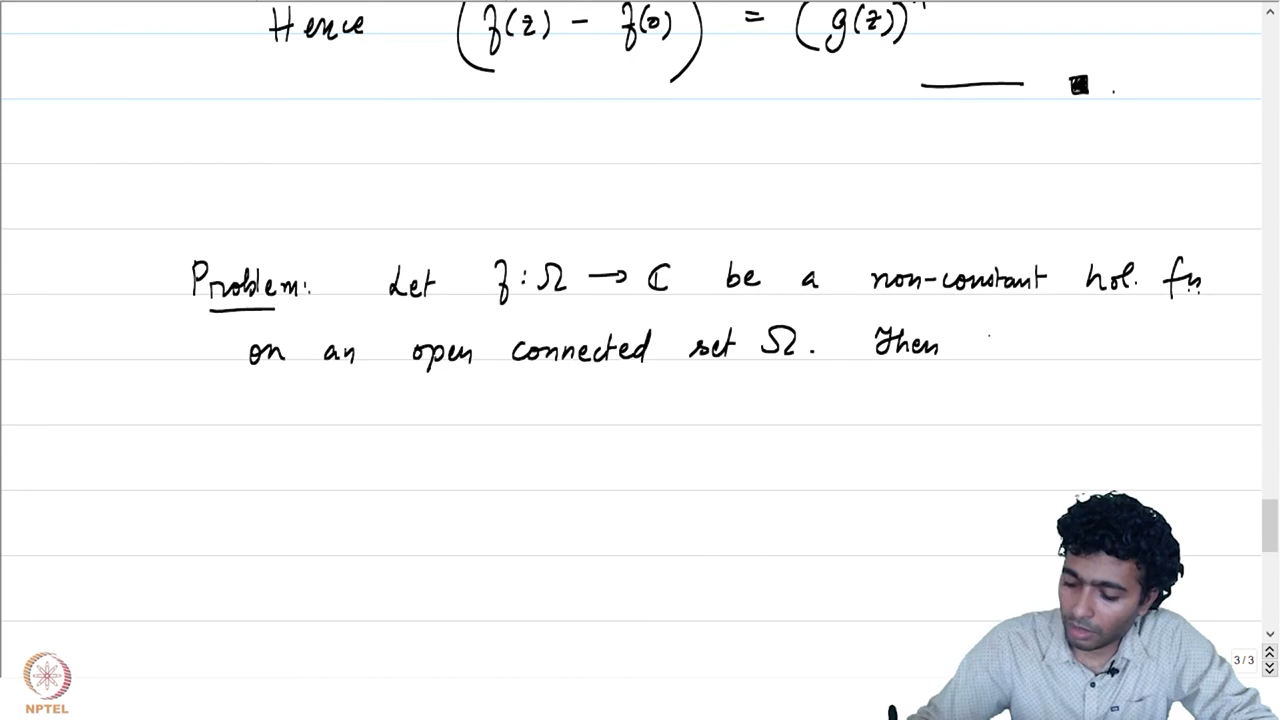 Hence (f(z) - f(0)) = (g(z))
Problem: Let f : Ω → ℂ be a non-constant hol. fn.
on an open connected set Ω. Then
3 / 3
NPTEL